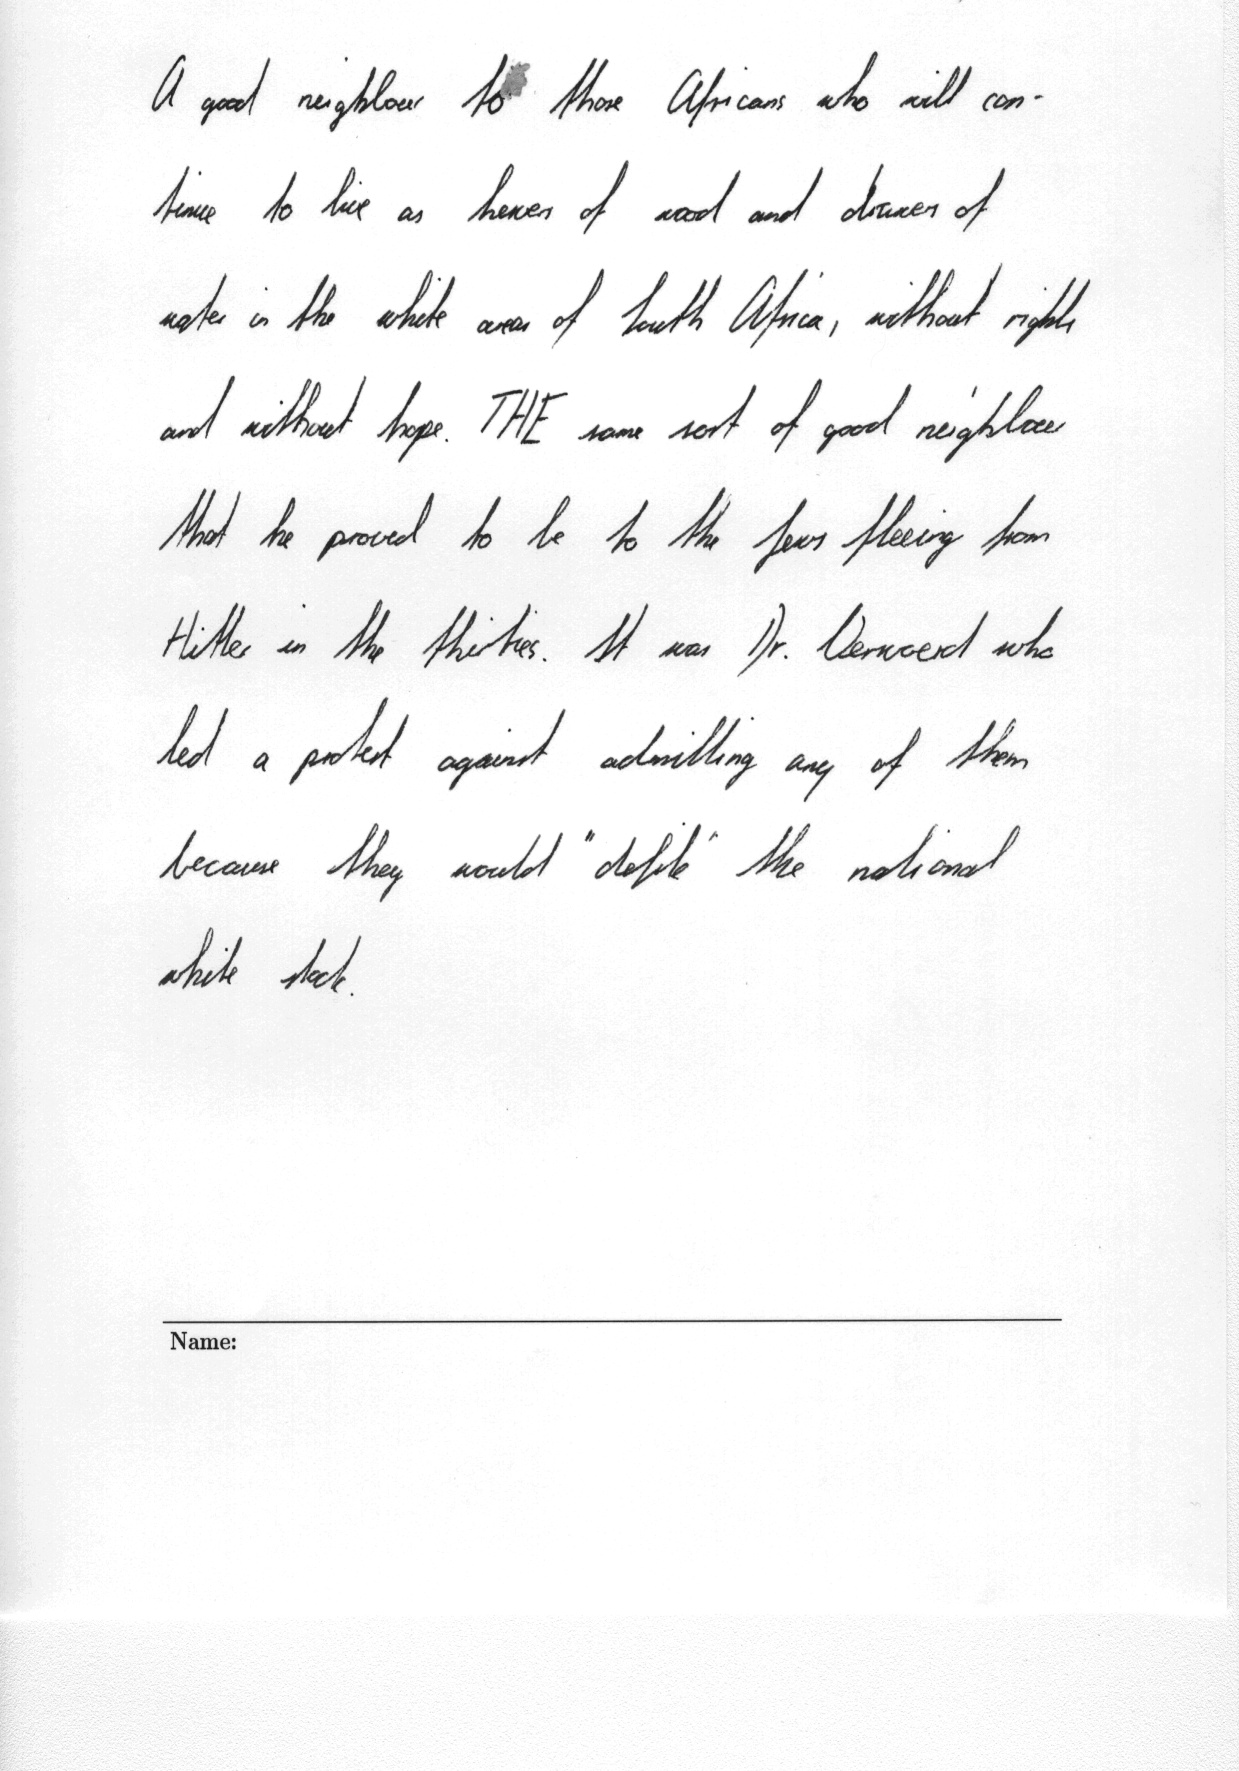 A good neighbour to those Africans who will con-
tinue to live as hewers of wood and drawers of
water in the white areas of South Africa, without rights
and without hope. THE same sort of good neighbour
that he proved to be to the Jews fleeing from
Hitler in the thirties. It was Dr. Verwoerd who
led a protest against admitting any of them
because they would "defile" the national
white stock.
Name: